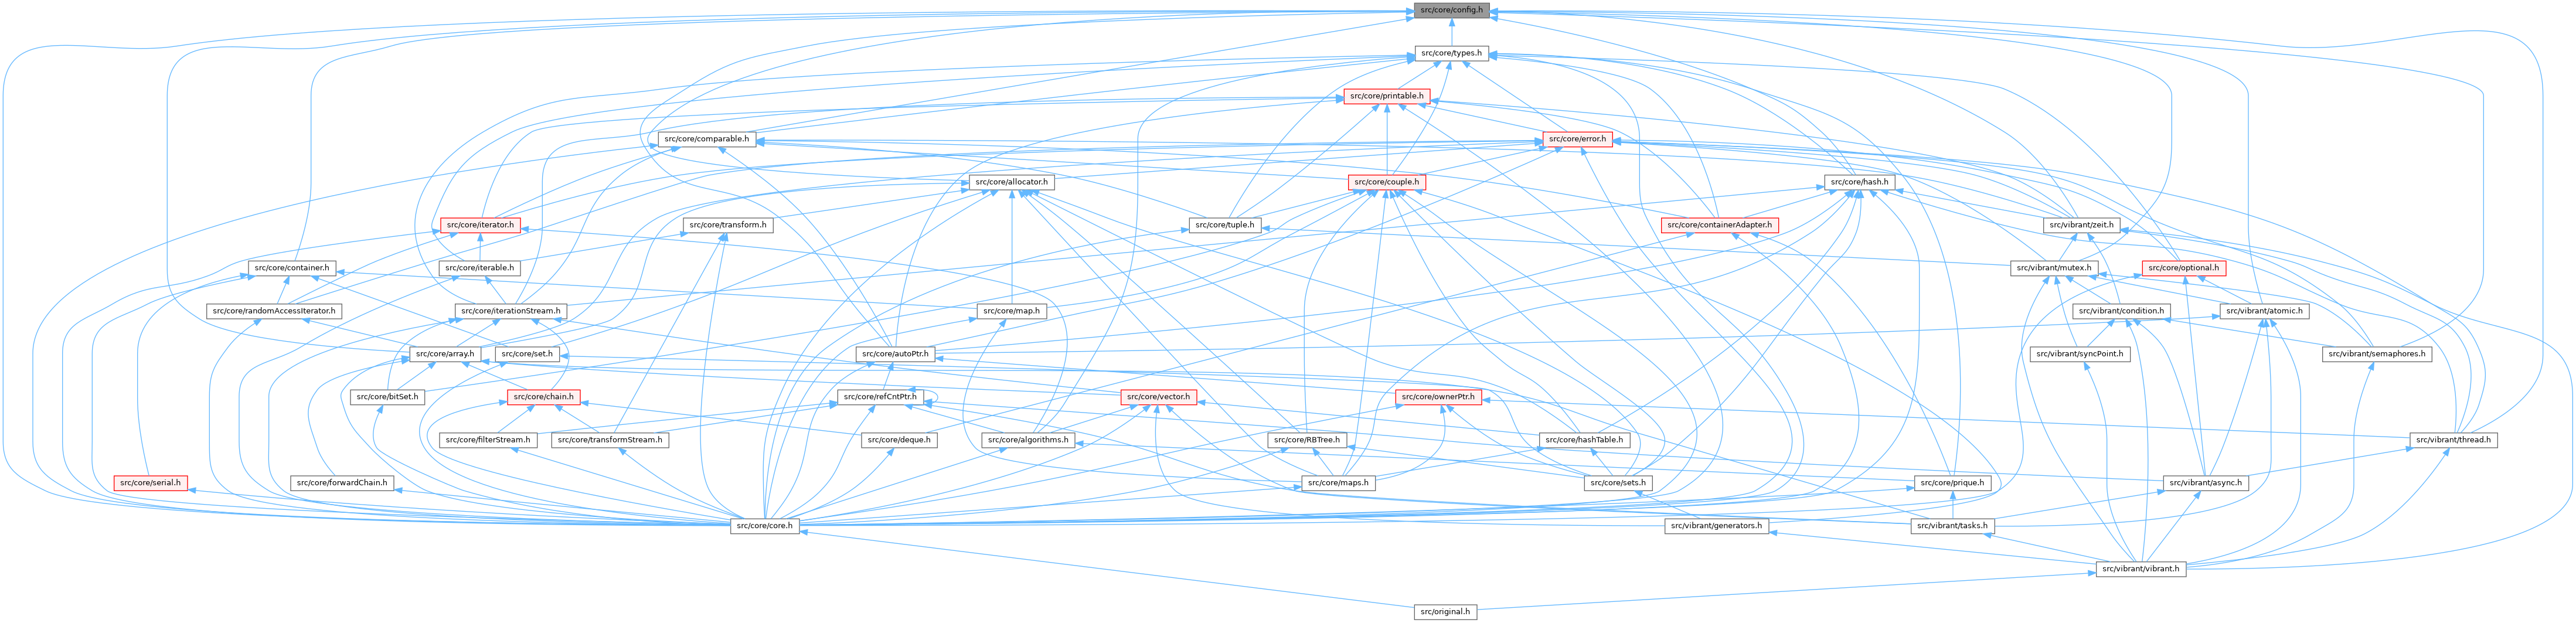 src/core/config.h
src/core/types.h
src/core/printable.h
src/core/comparable.h
src/core/error.h
src/core/allocator.h
src/core/couple.h
src/core/hash.h
src/core/iterator.h
src/core/transform.h
src/core/tuple.h
src/core/containerAdapter.h
src/vibrant/zeit.h
src/core/container.h
src/core/iterable.h
src/vibrant/mutex.h
src/core/optional.h
src/core/randomAccessIterator.h
src/core/iterationStream.h
src/core/map.h
src/vibrant/condition.h
src/vibrant/atomic.h
src/core/array.h
src/core/set.h
src/core/autoPtr.h
src/vibrant/syncPoint.h
src/vibrant/semaphores.h
src/core/bitSet.h
src/core/chain.h
src/core/refCntPtr.h
src/core/vector.h
src/core/ownerPtr.h
src/core/filterStream.h
src/core/transformStream.h
src/core/deque.h
src/core/algorithms.h
src/core/RBTree.h
src/core/hashTable.h
src/vibrant/thread.h
src/core/serial.h
src/core/forwardChain.h
src/core/maps.h
src/core/sets.h
src/core/prique.h
src/vibrant/async.h
src/core/core.h
src/vibrant/generators.h
src/vibrant/tasks.h
src/vibrant/vibrant.h
src/original.h